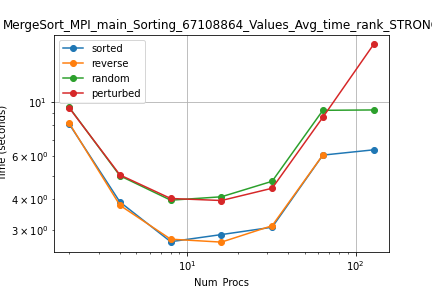 MergeSort_MPI_main_Sorting_67108864_Values_Avg_time_rank_STRONG
sorted
reverse
random
perturbed
Time (seconds)
10¹
6 × 10⁰
4 × 10⁰
3 × 10⁰
10¹ 10²
Num_Procs